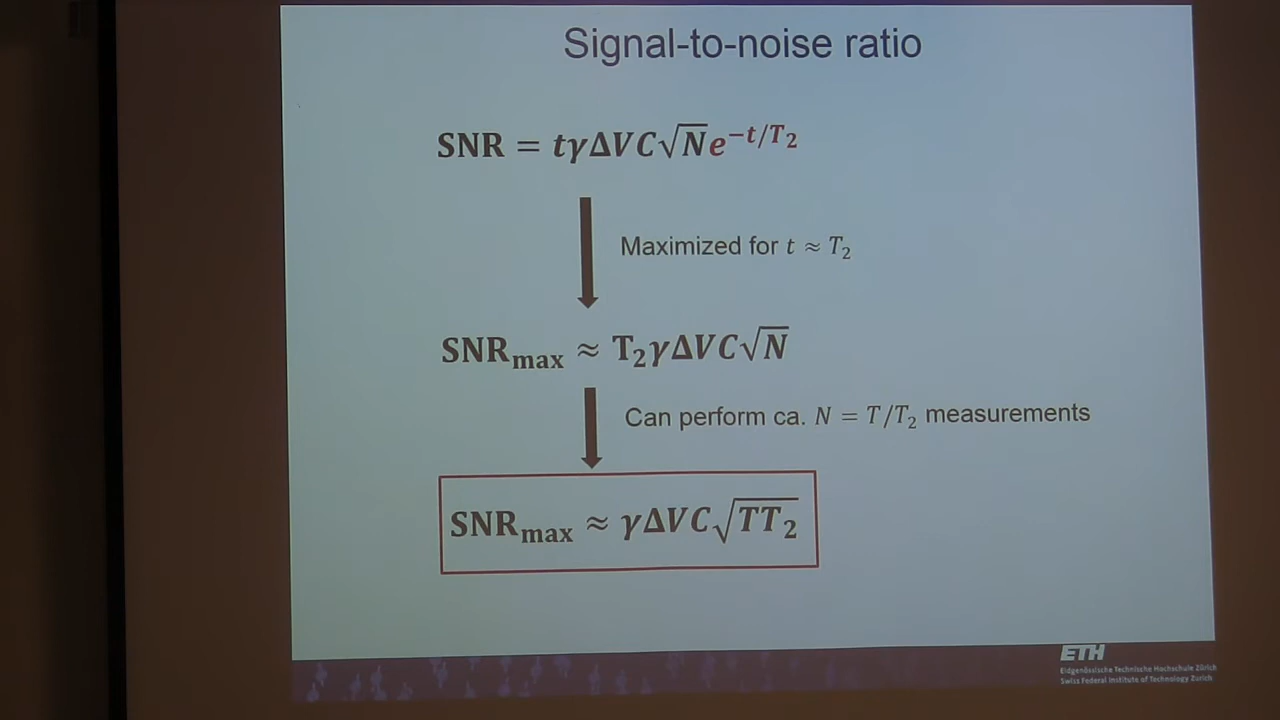 Signal-to-noise ratio
SNR = tγΔVC√N e^{-t/T₂}
Maximized for t ≈ T₂
SNR_max ≈ T₂γΔVC√N
Can perform ca. N = T/T₂ measurements
SNR_max ≈ γΔVC√(TT₂)
ETH
Eidgenössische Technische Hochschule Zürich
Swiss Federal Institute of Technology Zurich